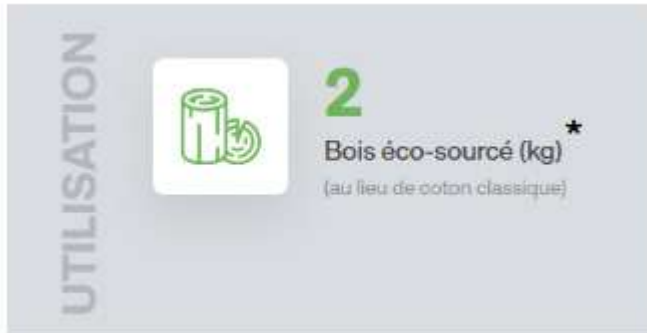 UTILISATION
2
Bois éco-sourcé (kg)*
(au lieu de coton classique)